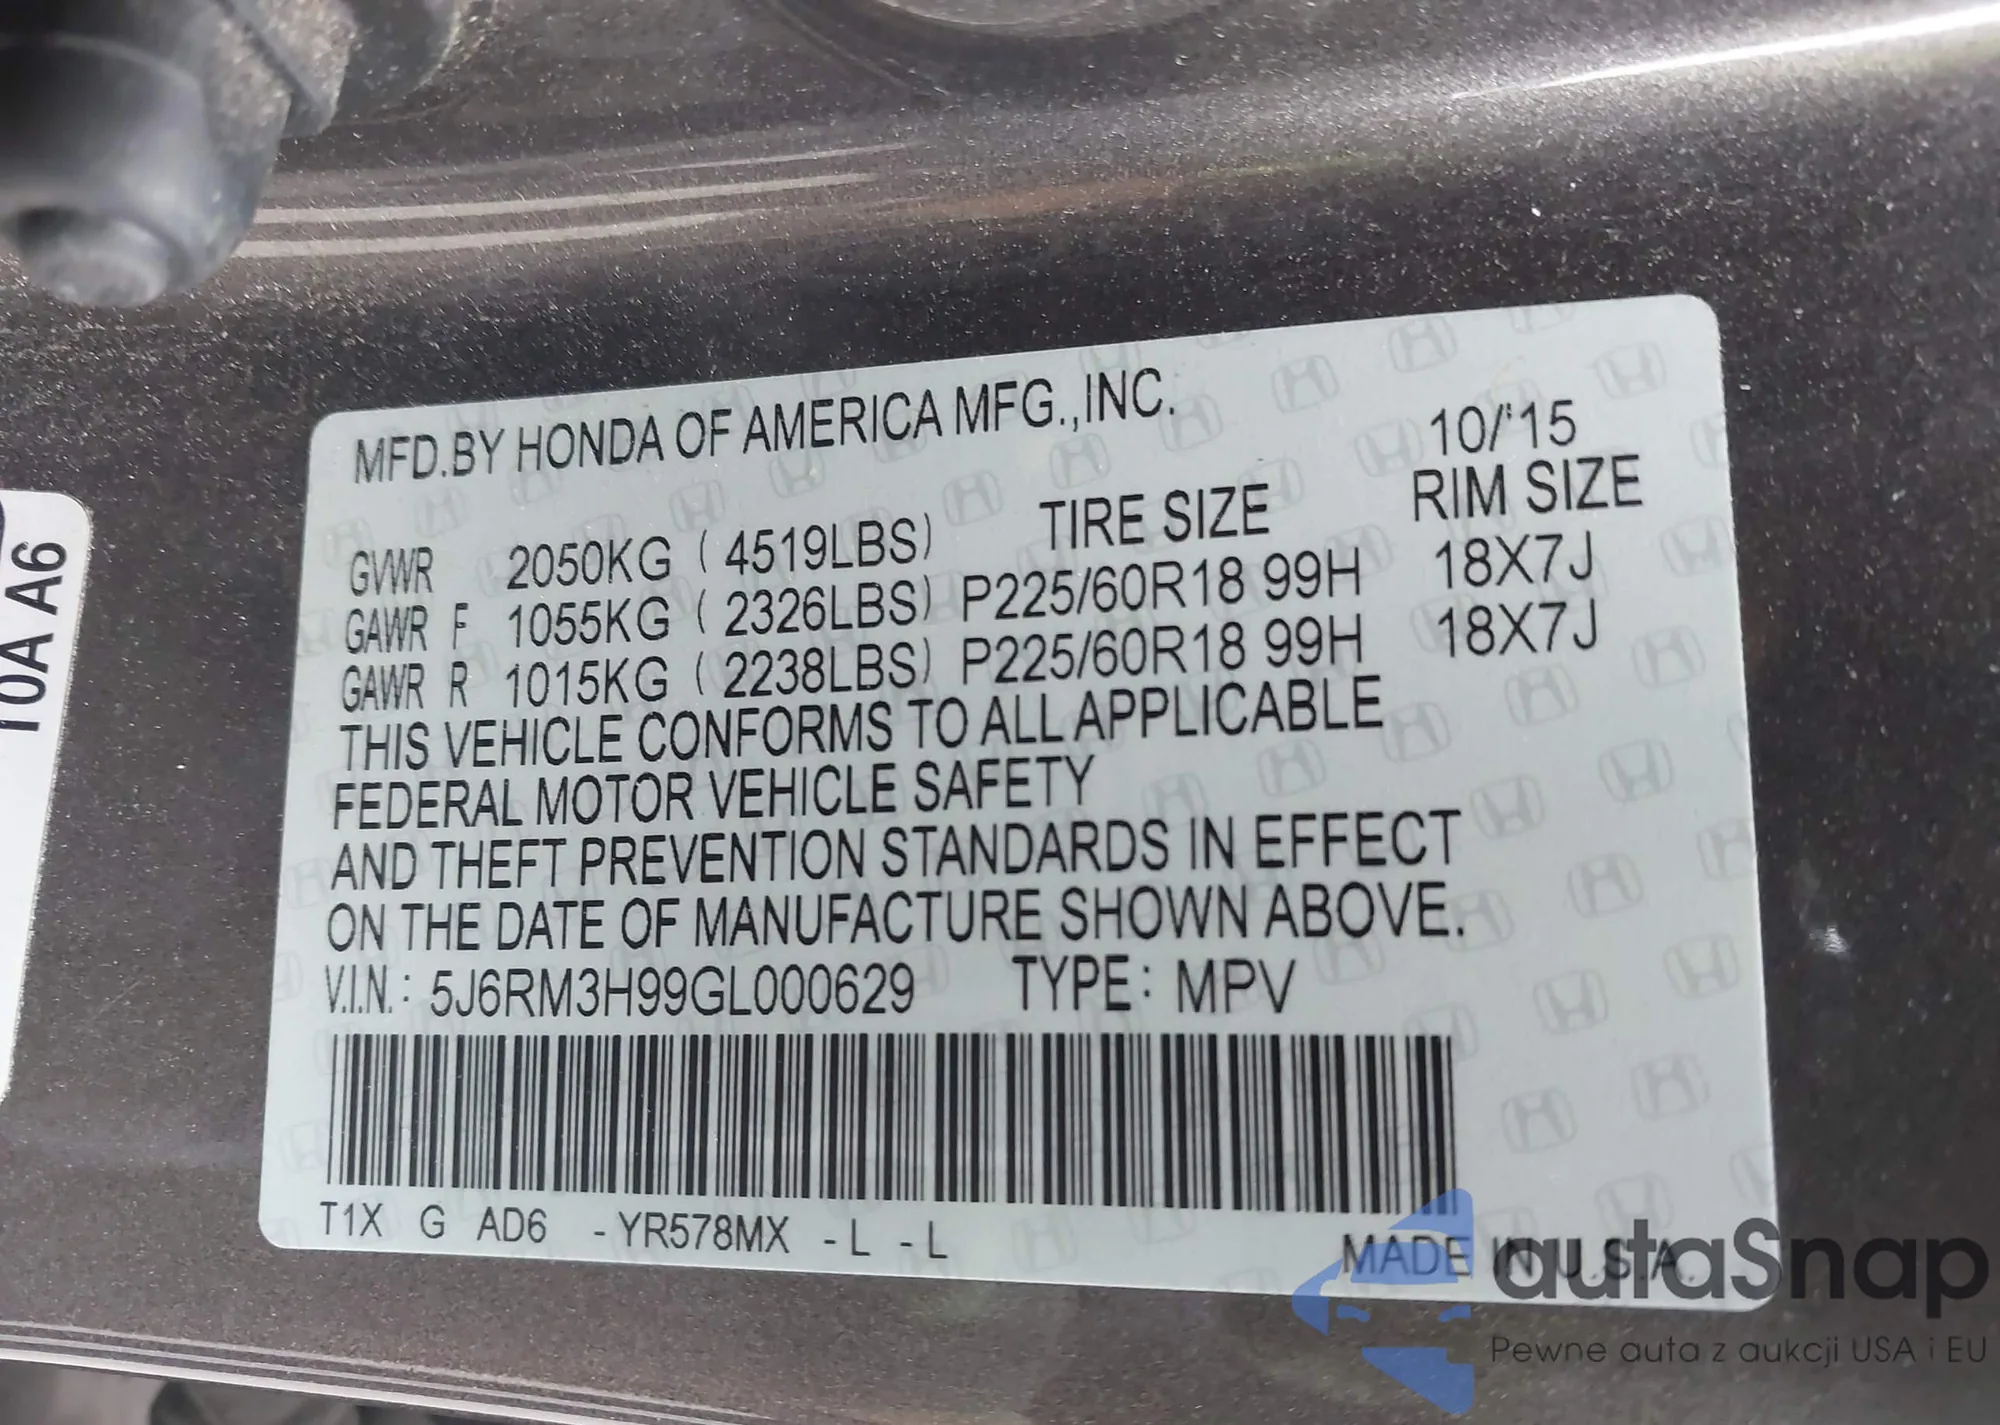 MFD.BY HONDA OF AMERICA MFG.,INC. 10/'15
TIRE SIZE RIM SIZE
GVWR 2050KG ( 4519LBS)
GAWR F 1055KG ( 2326LBS) P225/60R18 99H 18X7J
GAWR R 1015KG ( 2238LBS) P225/60R18 99H 18X7J
THIS VEHICLE CONFORMS TO ALL APPLICABLE
FEDERAL MOTOR VEHICLE SAFETY
AND THEFT PREVENTION STANDARDS IN EFFECT
ON THE DATE OF MANUFACTURE SHOWN ABOVE.
V.I.N.: 5J6RM3H99GL000629 TYPE: MPV
T1X G AD6 -YR578MX -L -L
MADE IN U.S.A.
10A A6
autaSnap
Pewne auta z aukcji USA i EU